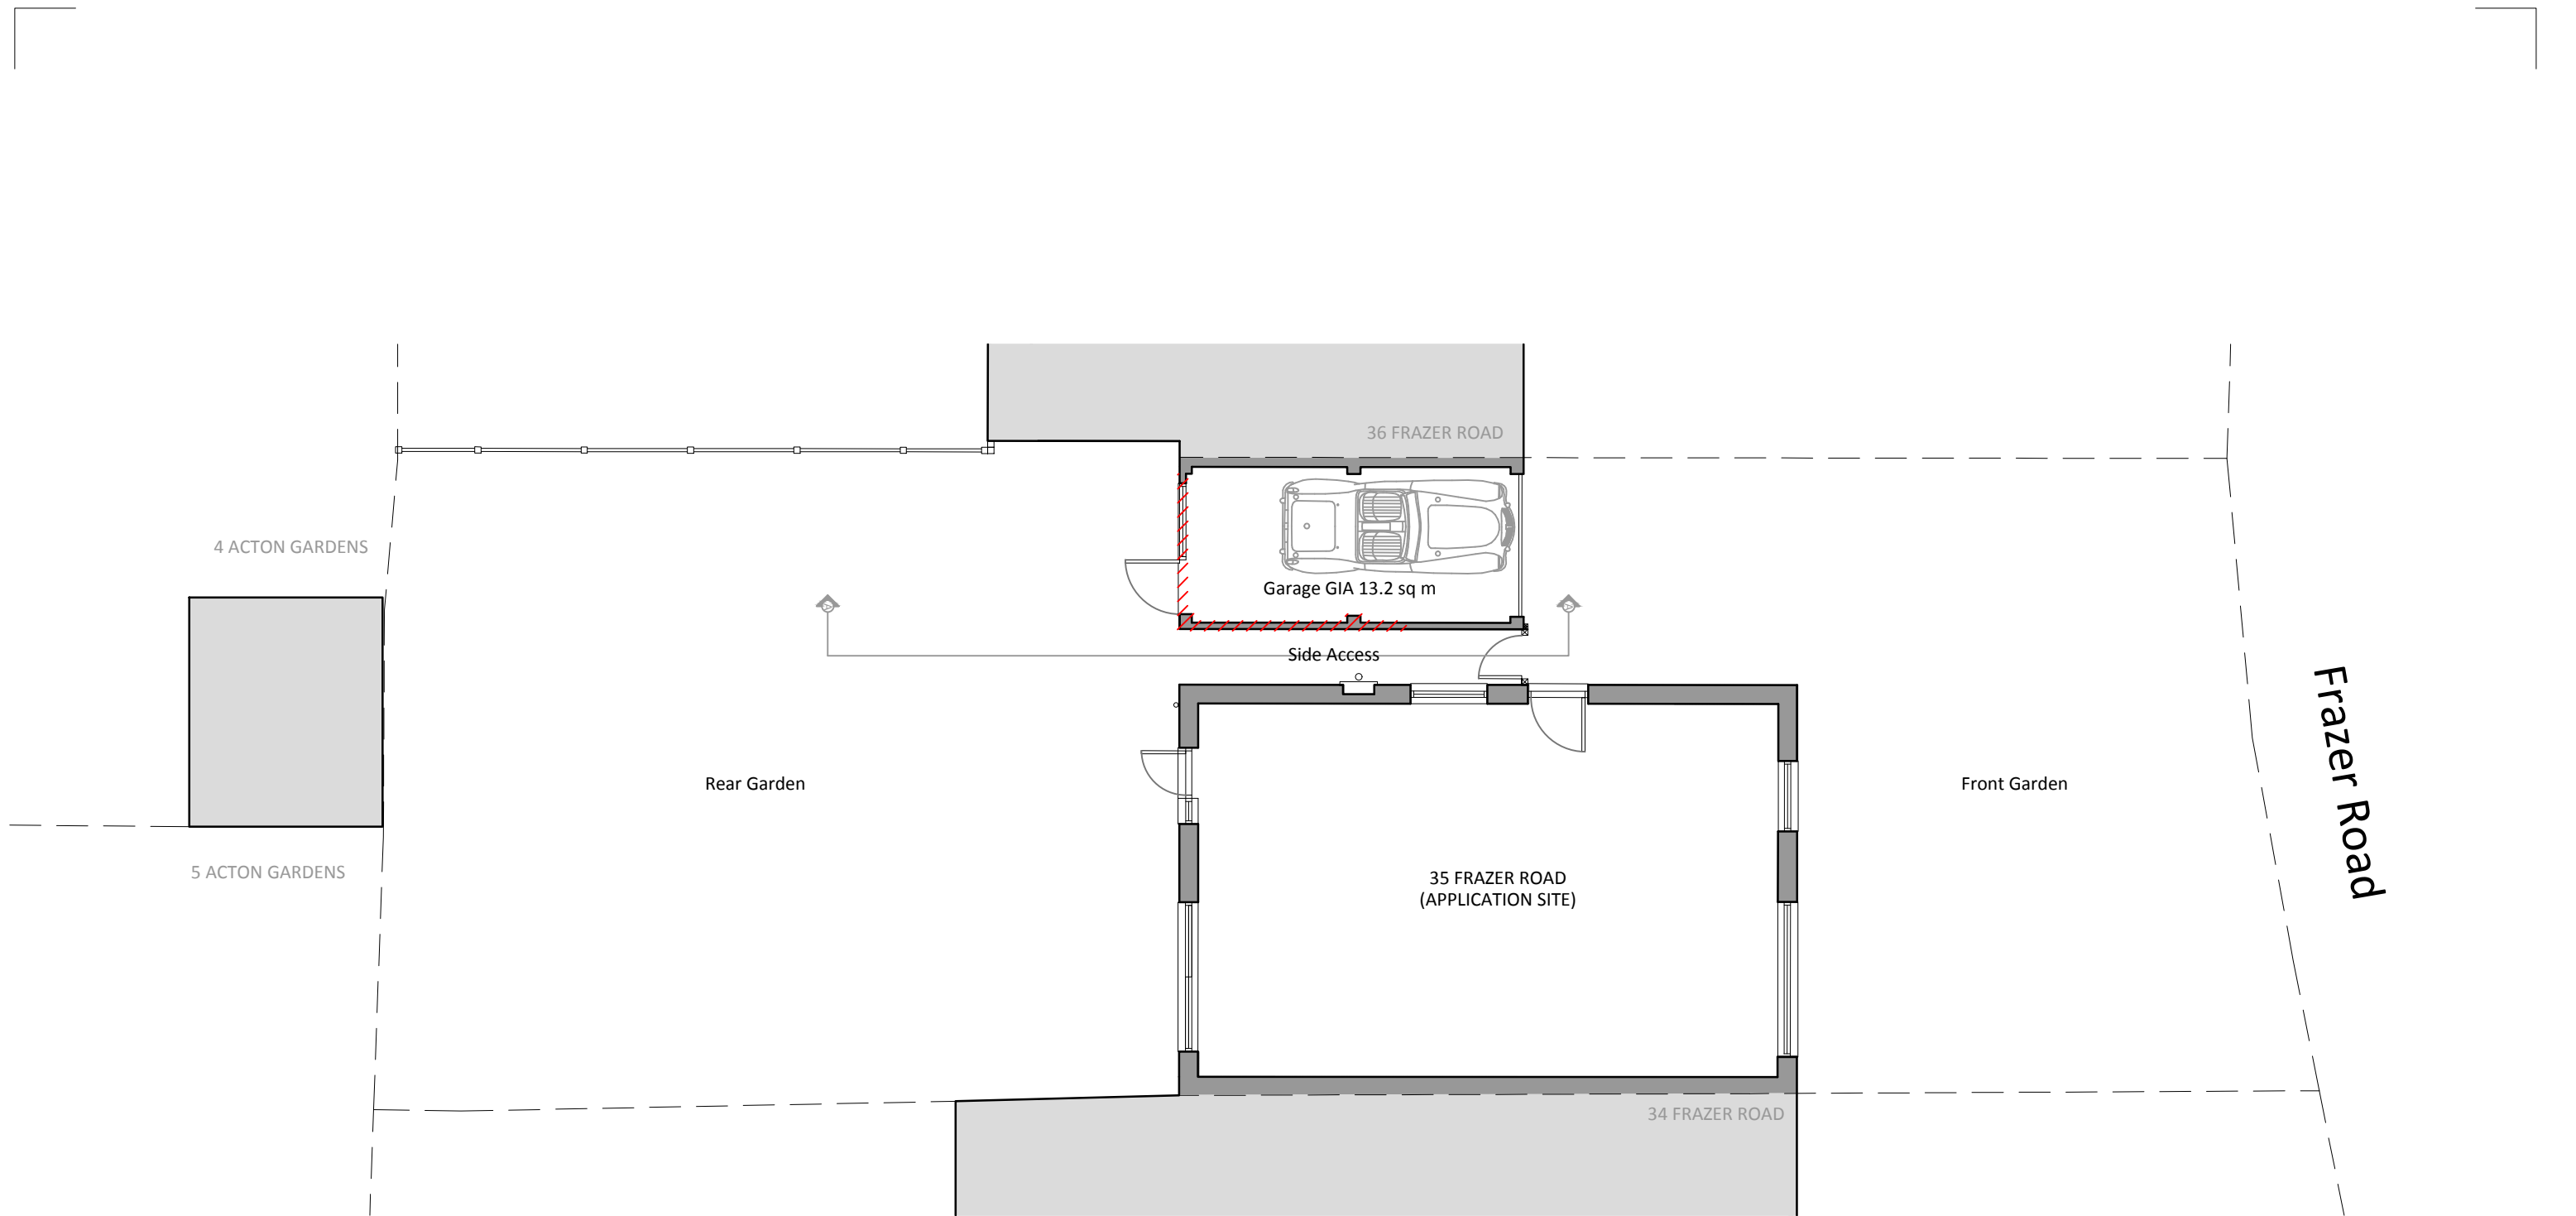 36 FRAZER ROAD
4 ACTON GARDENS
Garage GIA 13.2 sq m
A
A
Side Access
Rear Garden
Front Garden
Frazer Road
5 ACTON GARDENS
35 FRAZER ROAD
(APPLICATION SITE)
34 FRAZER ROAD